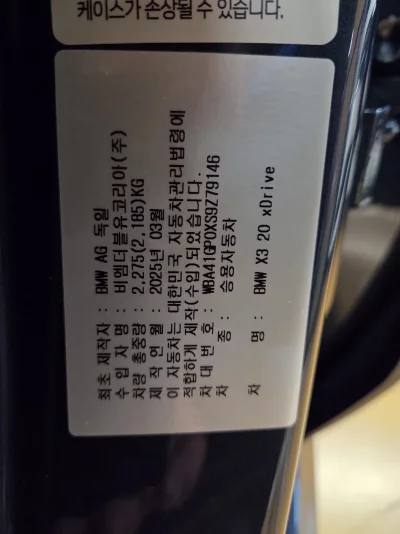 케이스가 손상될 수 있습니다.
최초 제작자 : BMW AG 독일
수 입 자 명 : 비엠더블유코리아(주)
차량 총중량 : 2,275(2,185)KG
제 작 연 월 : 2025년 03월
이 자동차는 대한민국 자동차관리법령에
적합하게 제작(수입)되었습니다.
차 대 번 호 : WBA41GP0XS9Z79146
차 종 : 승용자동차
차 명 : BMW X3 20 xDrive